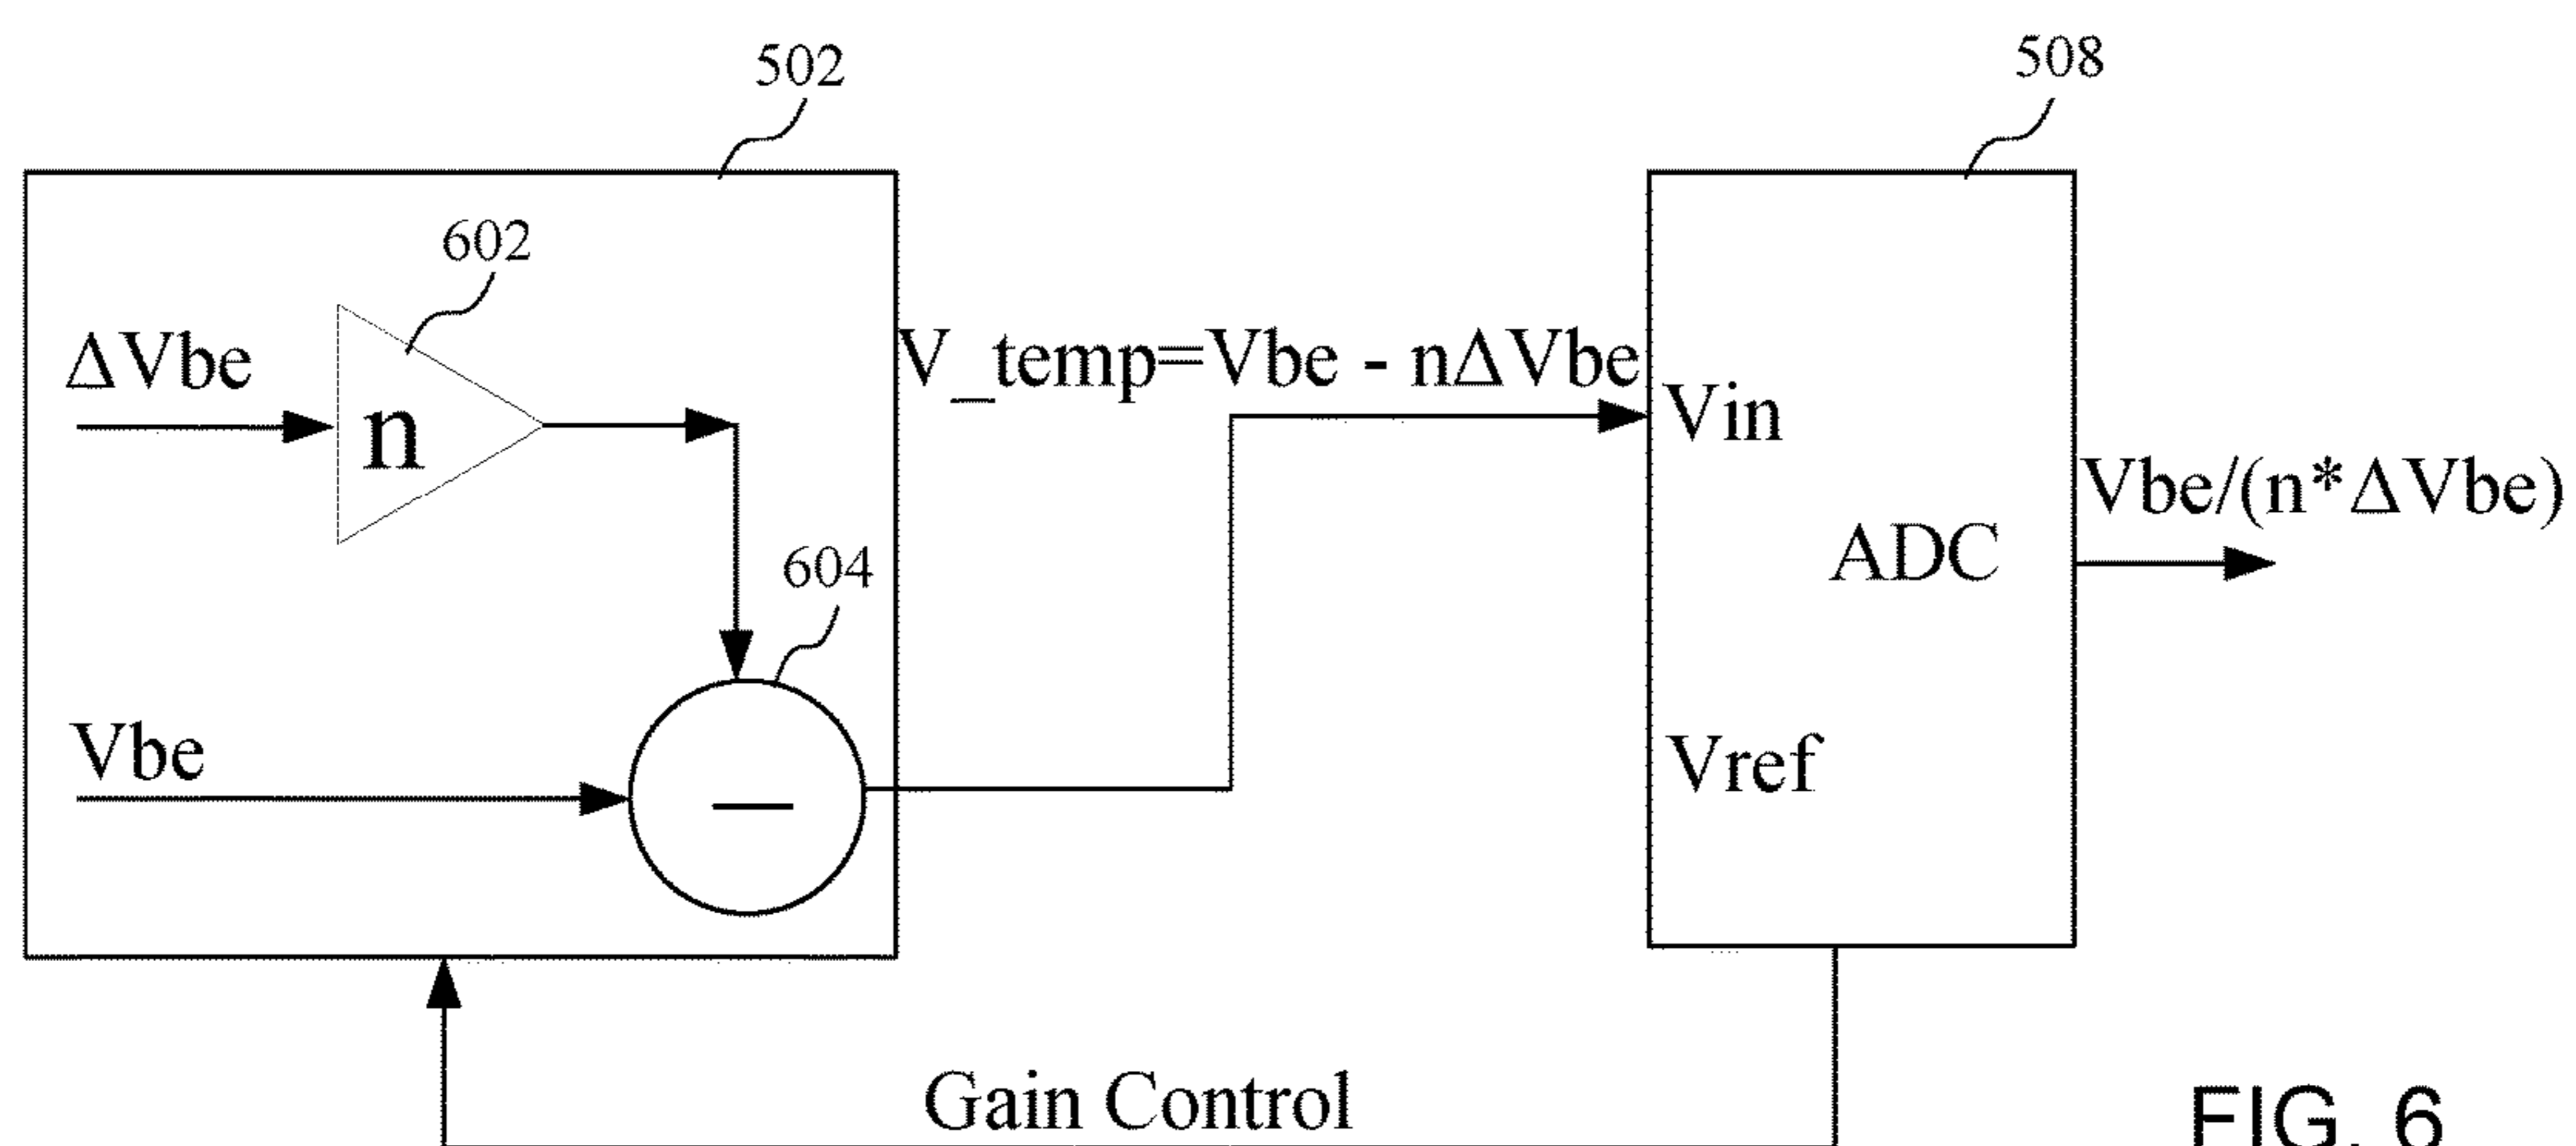 502
508
602
ΔVbe
n
V_temp=Vbe - nΔVbe
Vin
Vbe/(n*ΔVbe)
ADC
604
Vbe
–
Vref
Gain Control
FIG. 6